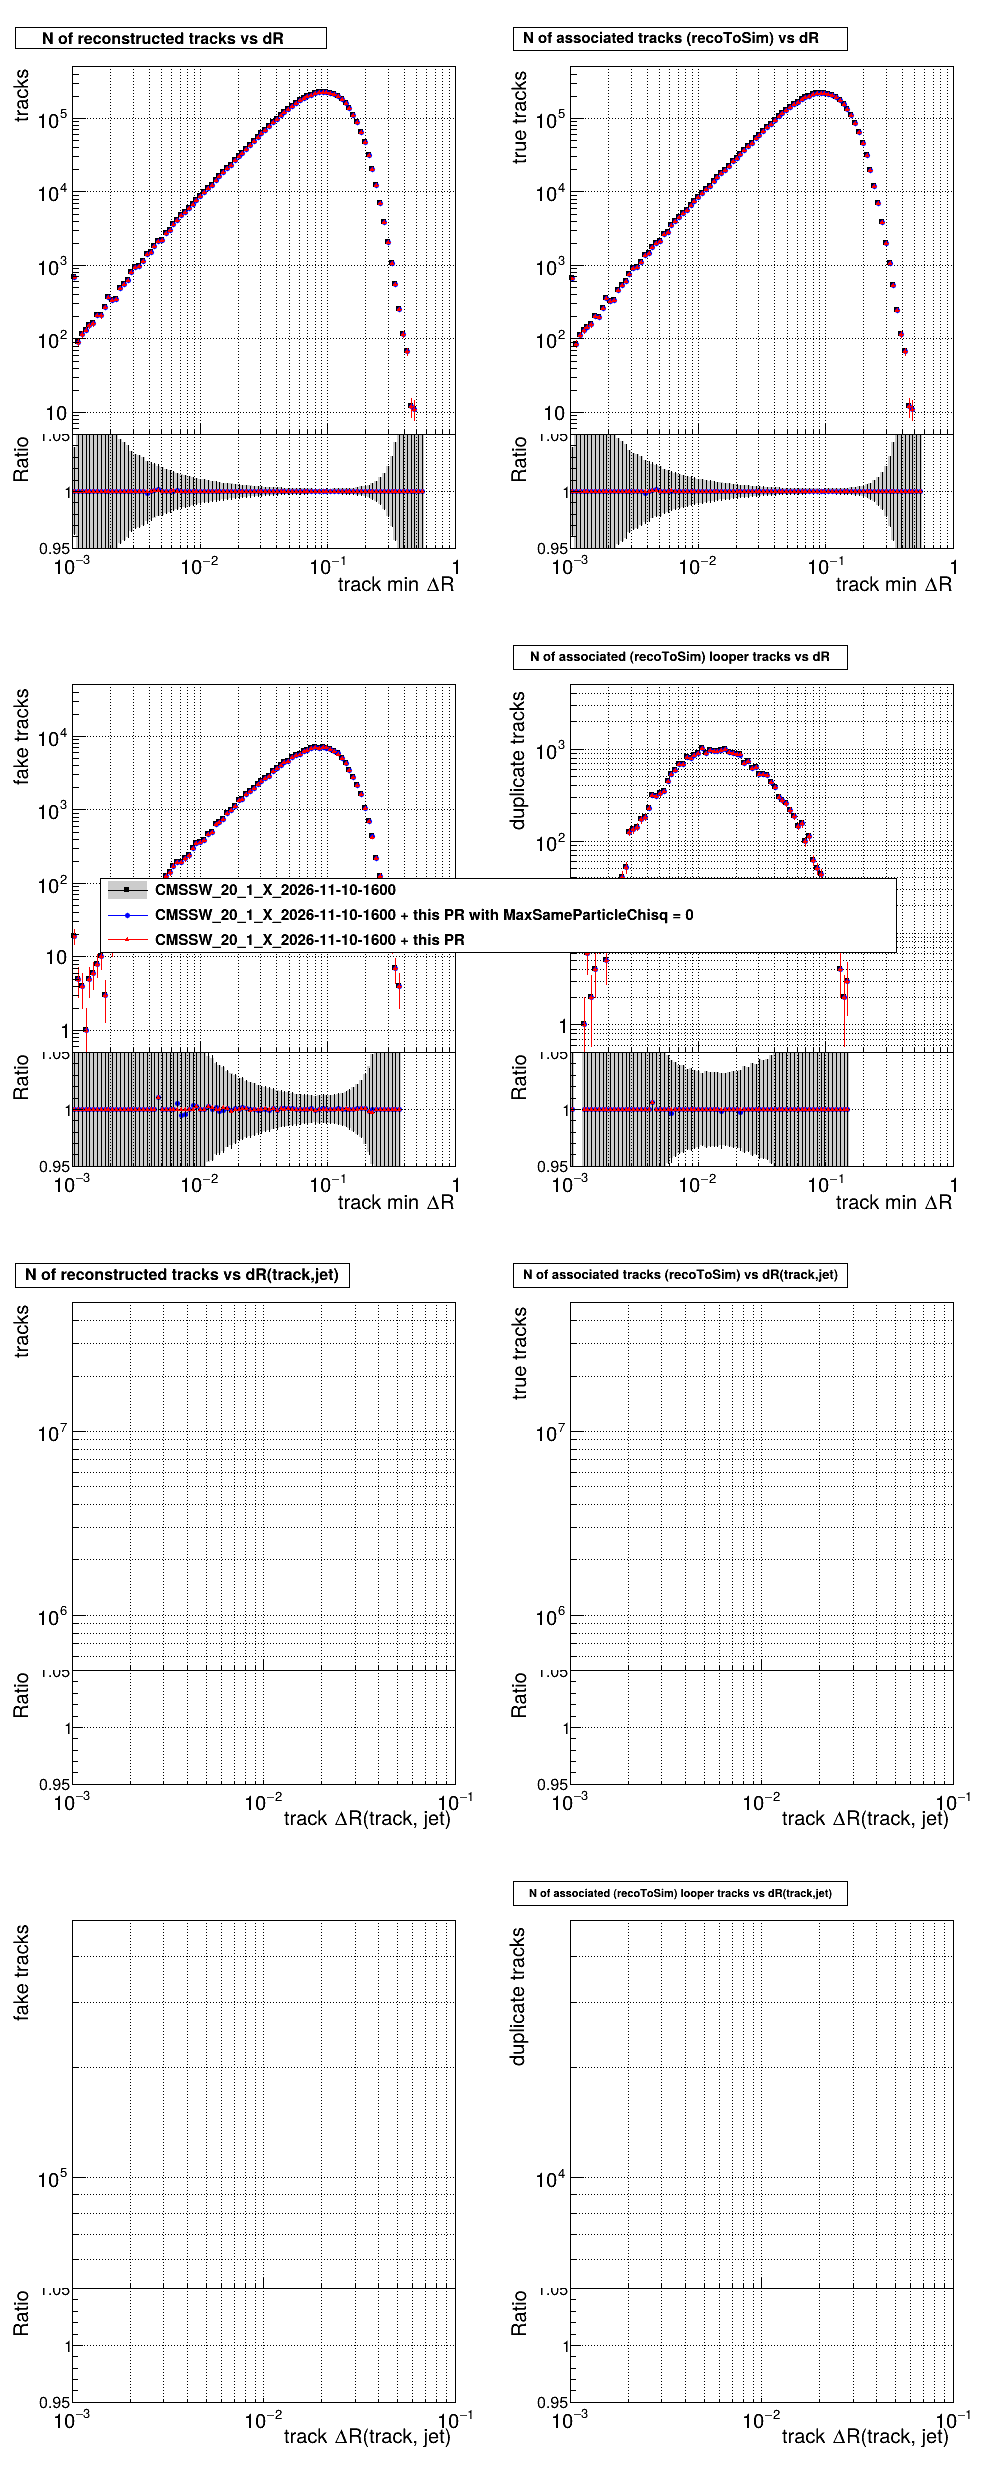 N of reconstructed tracks vs dR
tracks
10^5
10^4
10^3
10^2
10
1.05
Ratio
1
0.95
10^−3 10^−2 10^−1 1
track min ΔR
N of associated tracks (recoToSim) vs dR
true tracks
10^5
10^4
10^3
10^2
10
1.05
Ratio
1
0.95
10^−3 10^−2 10^−1 1
track min ΔR
fake tracks
10^4
10^3
10^2
10
1
1.05
Ratio
1
0.95
10^−3 10^−2 10^−1 1
track min ΔR
N of associated (recoToSim) looper tracks vs dR
duplicate tracks
10^3
10^2
1
1.05
Ratio
1
0.95
10^−3 10^−2 10^−1 1
track min ΔR
CMSSW_20_1_X_2026-11-10-1600
CMSSW_20_1_X_2026-11-10-1600 + this PR with MaxSameParticleChisq = 0
CMSSW_20_1_X_2026-11-10-1600 + this PR
N of reconstructed tracks vs dR(track,jet)
tracks
10^7
10^6
1.05
Ratio
1
0.95
10^−3 10^−2 10^−1
track ΔR(track, jet)
N of associated tracks (recoToSim) vs dR(track,jet)
true tracks
10^7
10^6
1.05
Ratio
1
0.95
10^−3 10^−2 10^−1
track ΔR(track, jet)
fake tracks
10^5
1.05
Ratio
1
0.95
10^−3 10^−2 10^−1
track ΔR(track, jet)
N of associated (recoToSim) looper tracks vs dR(track,jet)
duplicate tracks
10^4
1.05
Ratio
1
0.95
10^−3 10^−2 10^−1
track ΔR(track, jet)